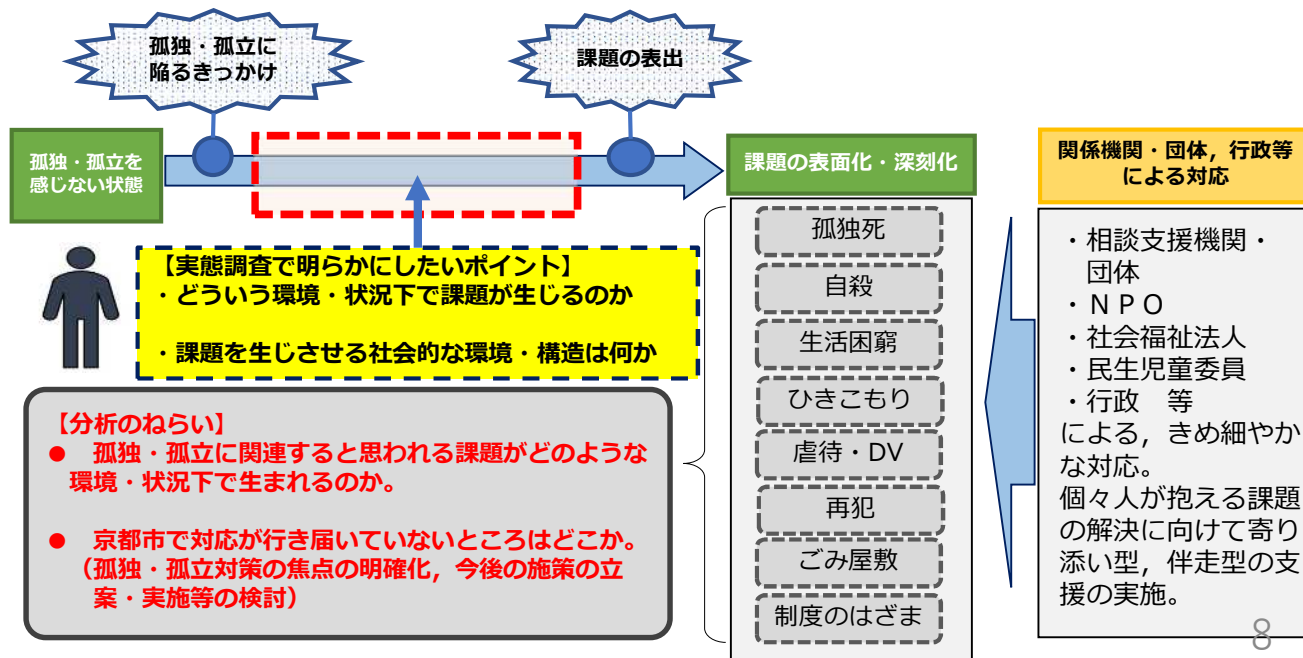 孤独・孤立に
陥るきっかけ
課題の表出
孤独・孤立を
感じない状態
課題の表面化・深刻化
関係機関・団体，行政等
による対応
【実態調査で明らかにしたいポイント】
・どういう環境・状況下で課題が生じるのか
・課題を生じさせる社会的な環境・構造は何か
【分析のねらい】
● 孤独・孤立に関連すると思われる課題がどのような
環境・状況下で生まれるのか。
● 京都市で対応が行き届いていないところはどこか。
（孤独・孤立対策の焦点の明確化，今後の施策の立
案・実施等の検討）
孤独死
自殺
生活困窮
ひきこもり
虐待・DV
再犯
ごみ屋敷
制度のはざま
・相談支援機関・
団体
・ＮＰＯ
・社会福祉法人
・民生児童委員
・行政　等
による，きめ細やか
な対応。
個々人が抱える課題
の解決に向けて寄り
添い型，伴走型の支
援の実施。
8